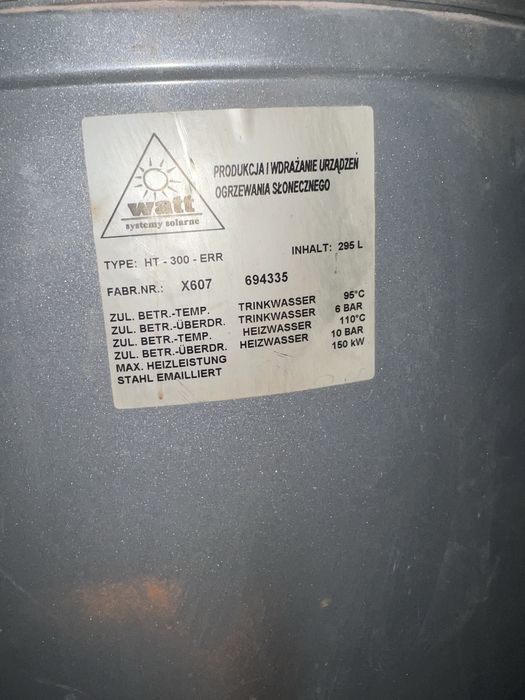 watt
systemy solarne
PRODUKCJA I WDRAŻANIE URZĄDZEŃ
OGRZEWANIA SŁONECZNEGO
TYPE: HT - 300 - ERR INHALT: 295 L
FABR.NR.: X607 694335
ZUL. BETR.-TEMP. TRINKWASSER 95°C
ZUL. BETR.-ÜBERDR. TRINKWASSER 6 BAR
ZUL. BETR.-TEMP. HEIZWASSER 110°C
ZUL. BETR.-ÜBERDR. HEIZWASSER 10 BAR
MAX. HEIZLEISTUNG 150 kW
STAHL EMAILLIERT